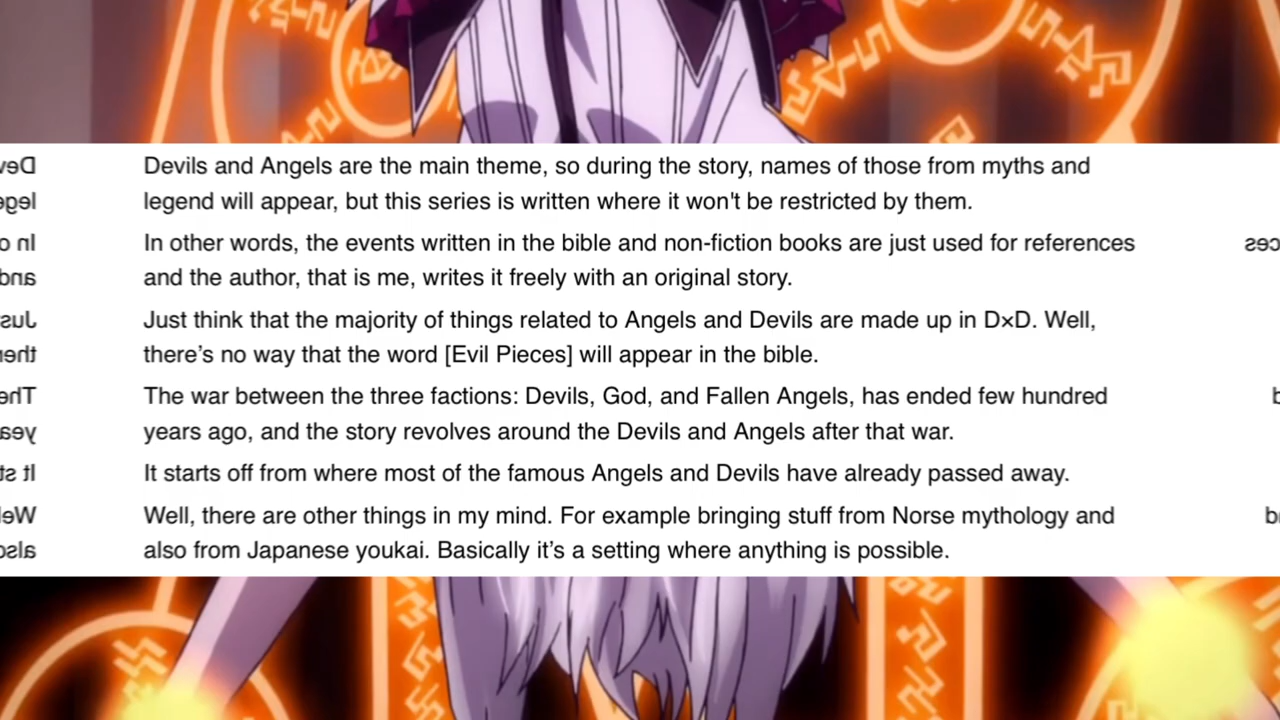 Devils and Angels are the main theme, so during the story, names of those from myths and
legend will appear, but this series is written where it won't be restricted by them.
In other words, the events written in the bible and non-fiction books are just used for references
and the author, that is me, writes it freely with an original story.
Just think that the majority of things related to Angels and Devils are made up in D×D. Well,
there’s no way that the word [Evil Pieces] will appear in the bible.
The war between the three factions: Devils, God, and Fallen Angels, has ended few hundred
years ago, and the story revolves around the Devils and Angels after that war.
It starts off from where most of the famous Angels and Devils have already passed away.
Well, there are other things in my mind. For example bringing stuff from Norse mythology and
also from Japanese youkai. Basically it’s a setting where anything is possible.